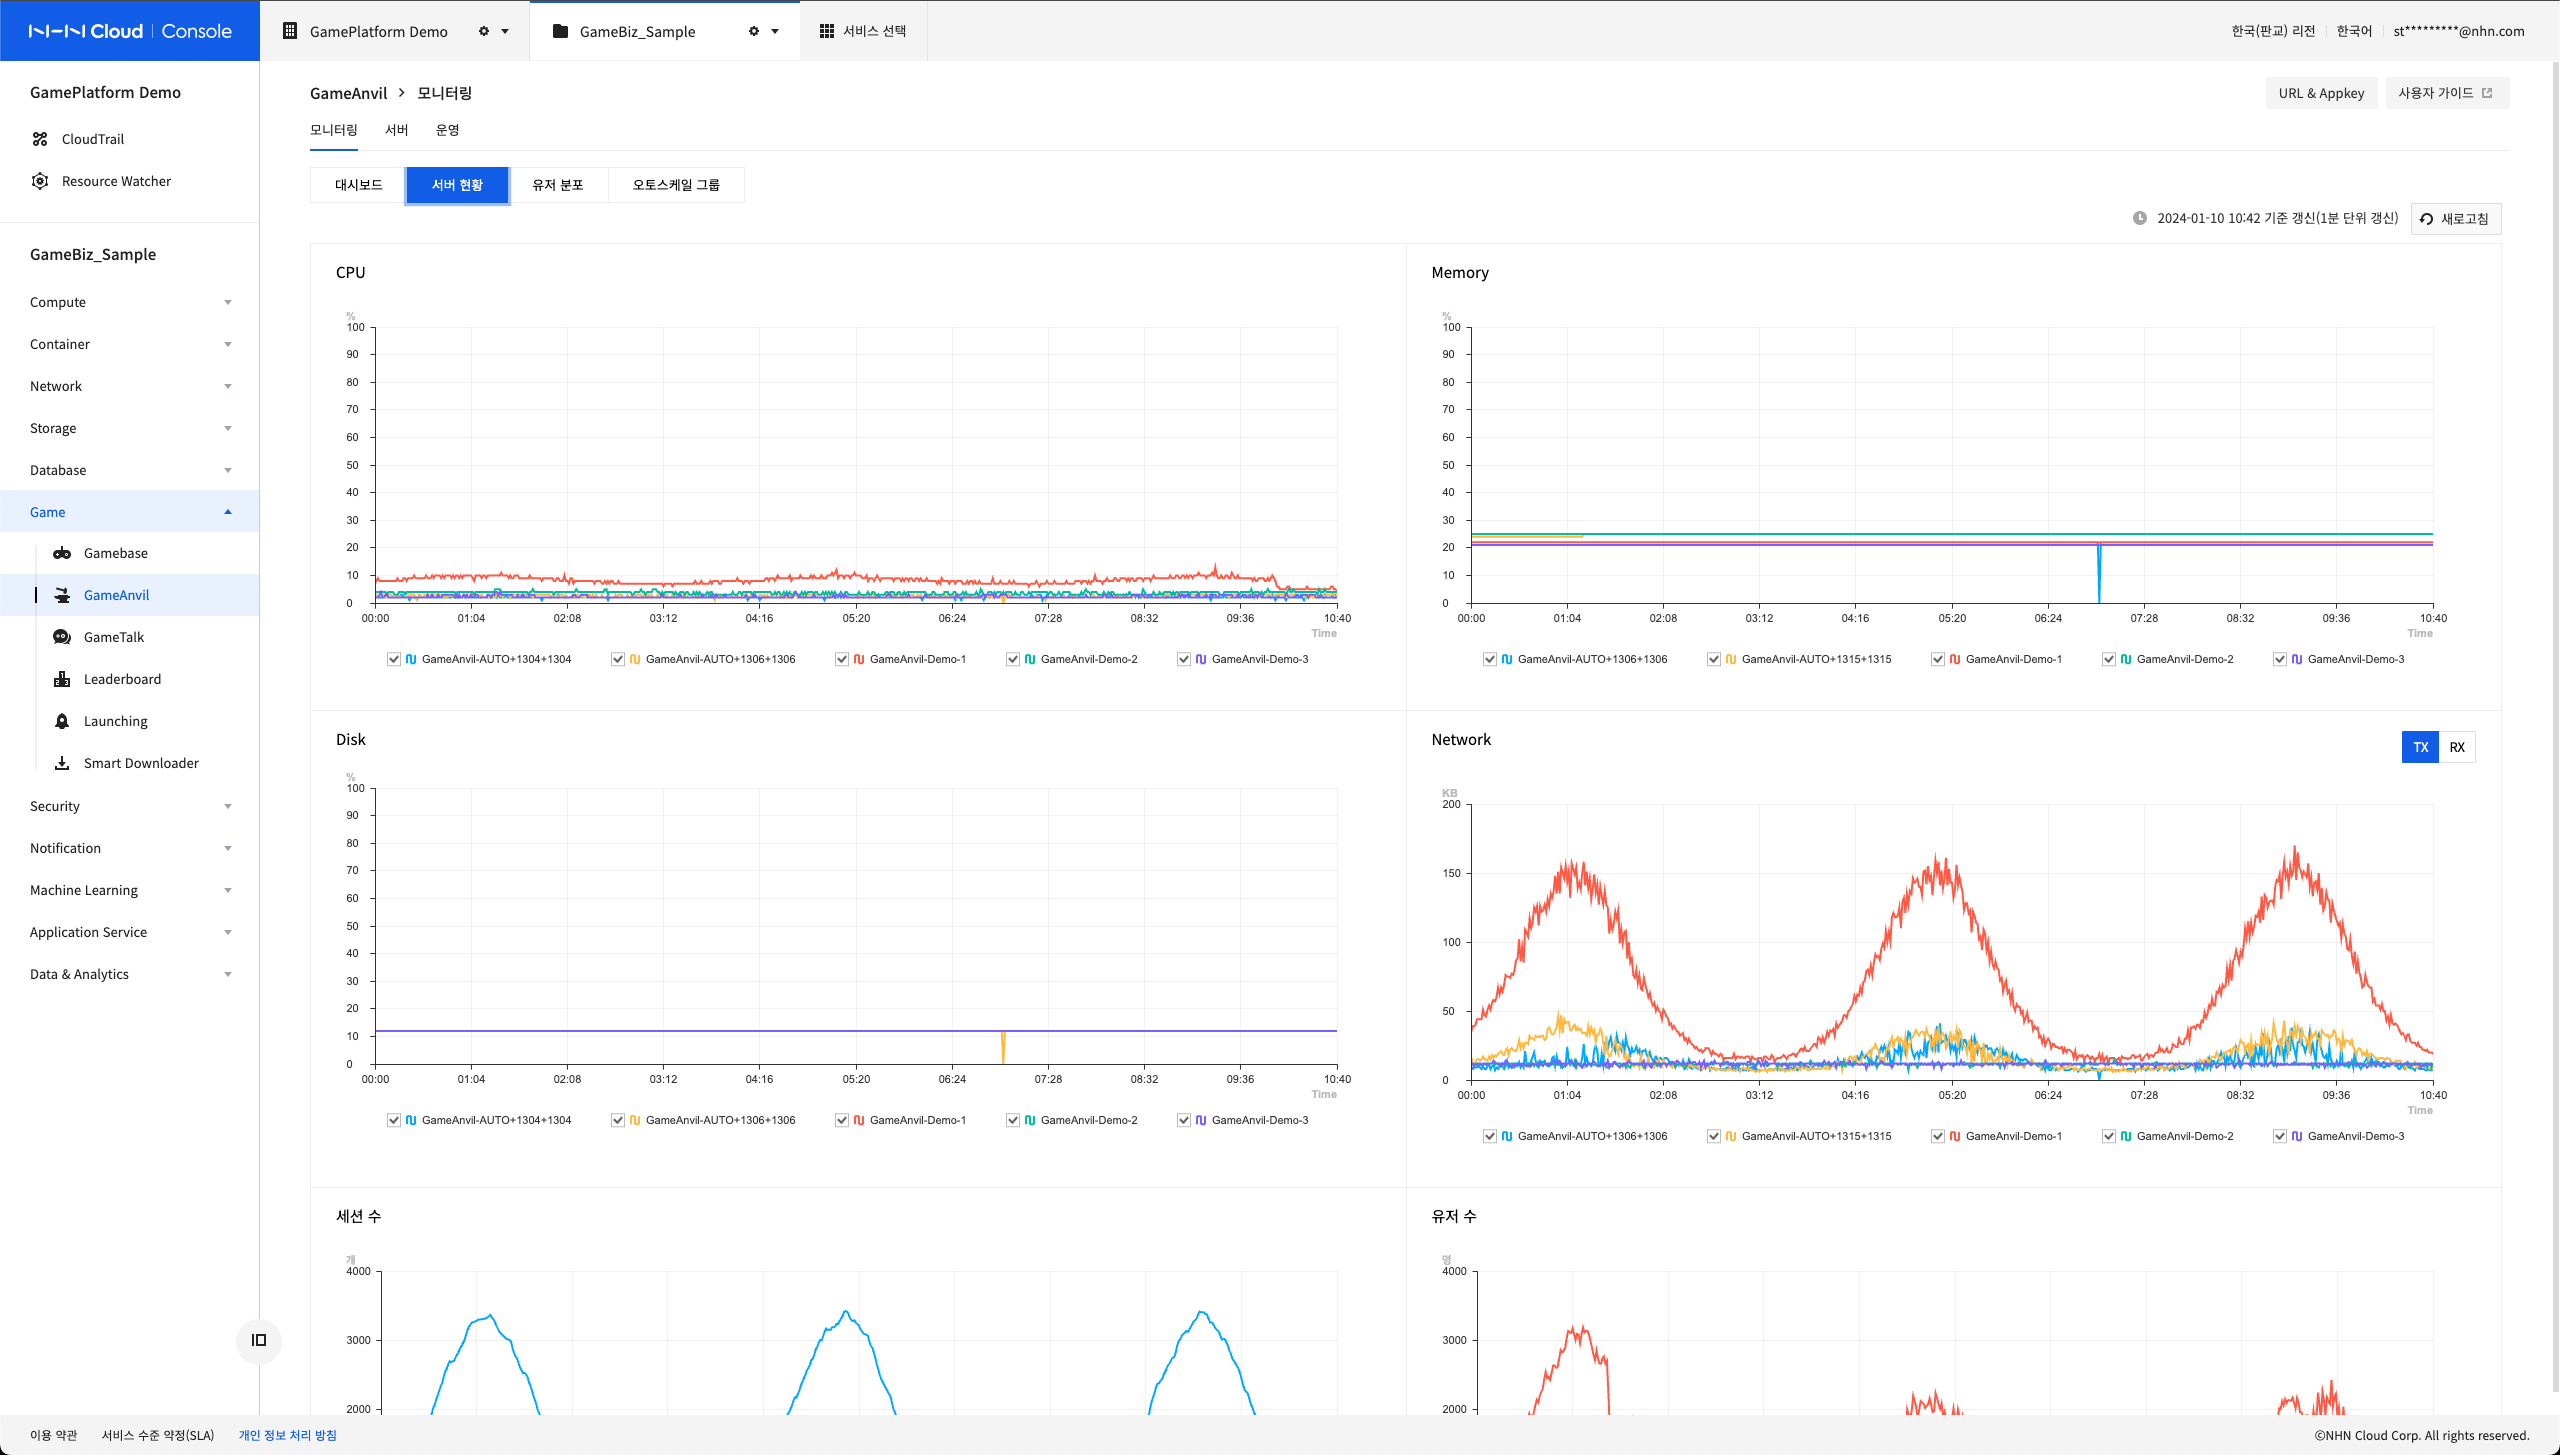 NHN Cloud | Console
GamePlatform Demo
GameBiz_Sample
서비스 선택
한국(판교) 리전
한국어
st*********@nhn.com
GamePlatform Demo
CloudTrail
Resource Watcher
GameBiz_Sample
Compute
Container
Network
Storage
Database
Game
Gamebase
GameAnvil
GameTalk
Leaderboard
Launching
Smart Downloader
Security
Notification
Machine Learning
Application Service
Data & Analytics
GameAnvil > 모니터링
URL & Appkey
사용자 가이드
모니터링 서버 운영
대시보드 서버 현황 유저 분포 오토스케일 그룹
2024-01-10 10:42 기준 갱신(1분 단위 갱신)
새로고침
CPU
%
100
90
80
70
60
50
40
30
20
10
0
00:00 01:04 02:08 03:12 04:16 05:20 06:24 07:28 08:32 09:36 10:40
Time
GameAnvil-AUTO+1304+1304 GameAnvil-AUTO+1306+1306 GameAnvil-Demo-1 GameAnvil-Demo-2 GameAnvil-Demo-3
Memory
%
100
90
80
70
60
50
40
30
20
10
0
00:00 01:04 02:08 03:12 04:16 05:20 06:24 07:28 08:32 09:36 10:40
Time
GameAnvil-AUTO+1306+1306 GameAnvil-AUTO+1315+1315 GameAnvil-Demo-1 GameAnvil-Demo-2 GameAnvil-Demo-3
Disk
%
100
90
80
70
60
50
40
30
20
10
0
00:00 01:04 02:08 03:12 04:16 05:20 06:24 07:28 08:32 09:36 10:40
Time
GameAnvil-AUTO+1304+1304 GameAnvil-AUTO+1306+1306 GameAnvil-Demo-1 GameAnvil-Demo-2 GameAnvil-Demo-3
Network
TX RX
KB
200
150
100
50
0
00:00 01:04 02:08 03:12 04:16 05:20 06:24 07:28 08:32 09:36 10:40
Time
GameAnvil-AUTO+1306+1306 GameAnvil-AUTO+1315+1315 GameAnvil-Demo-1 GameAnvil-Demo-2 GameAnvil-Demo-3
세션 수
개
4000
3000
2000
유저 수
명
4000
3000
2000
이용 약관 서비스 수준 약정(SLA) 개인 정보 처리 방침
©NHN Cloud Corp. All rights reserved.